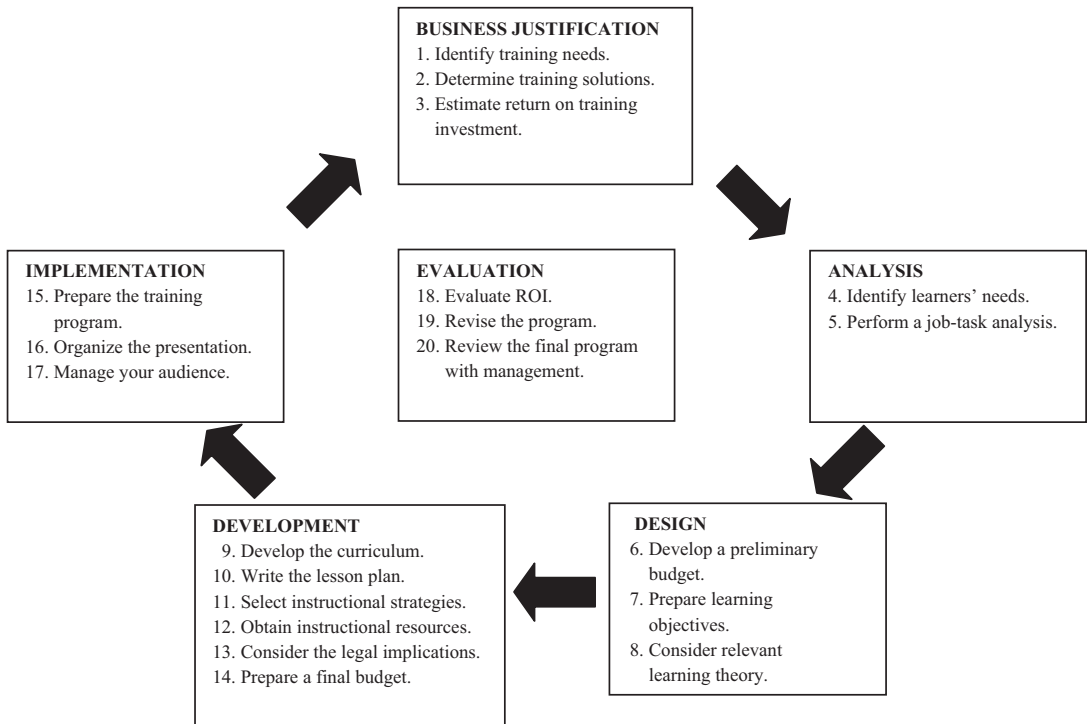 BUSINESS JUSTIFICATION
1. Identify training needs.
2. Determine training solutions.
3. Estimate return on training
investment.
IMPLEMENTATION
15. Prepare the training
program.
16. Organize the presentation.
17. Manage your audience.
EVALUATION
18. Evaluate ROI.
19. Revise the program.
20. Review the final program
with management.
ANALYSIS
4. Identify learners’ needs.
5. Perform a job-task analysis.
DEVELOPMENT
9. Develop the curriculum.
10. Write the lesson plan.
11. Select instructional strategies.
12. Obtain instructional resources.
13. Consider the legal implications.
14. Prepare a final budget.
DESIGN
6. Develop a preliminary
budget.
7. Prepare learning
objectives.
8. Consider relevant
learning theory.